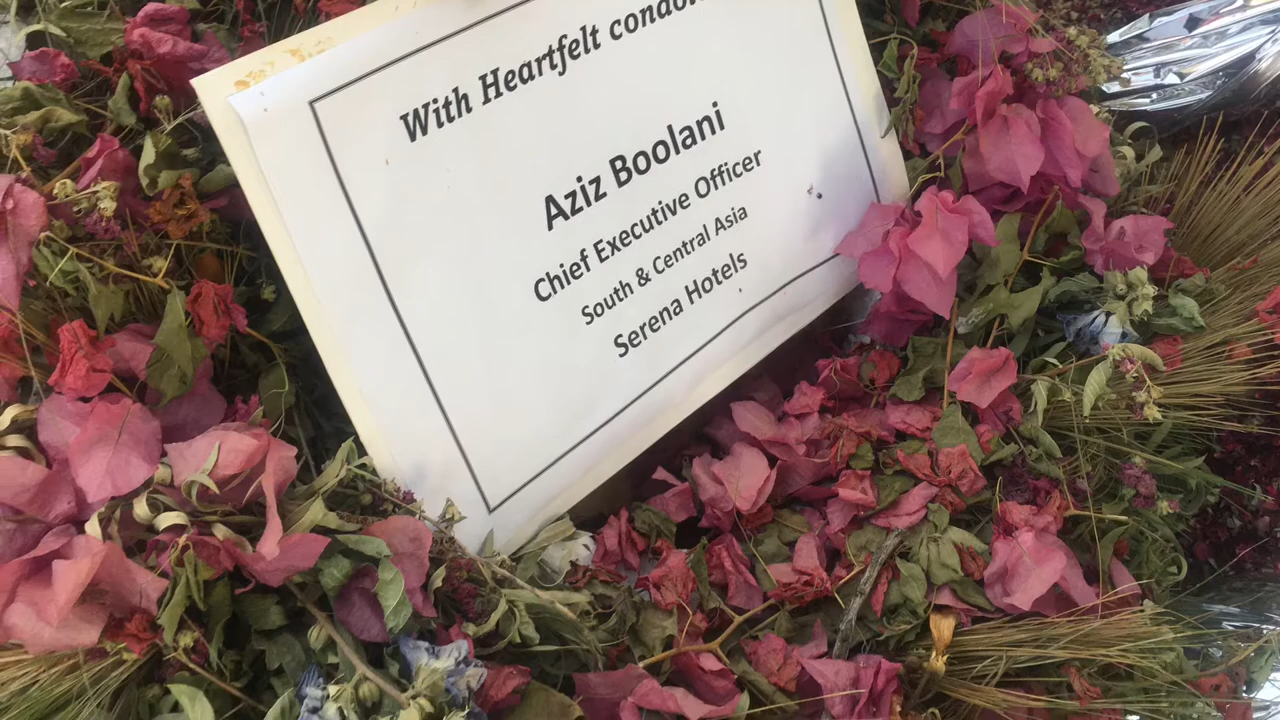 With Heartfelt
Aziz Boolani
Chief Executive Officer
South & Central Asia
Serena Hotels